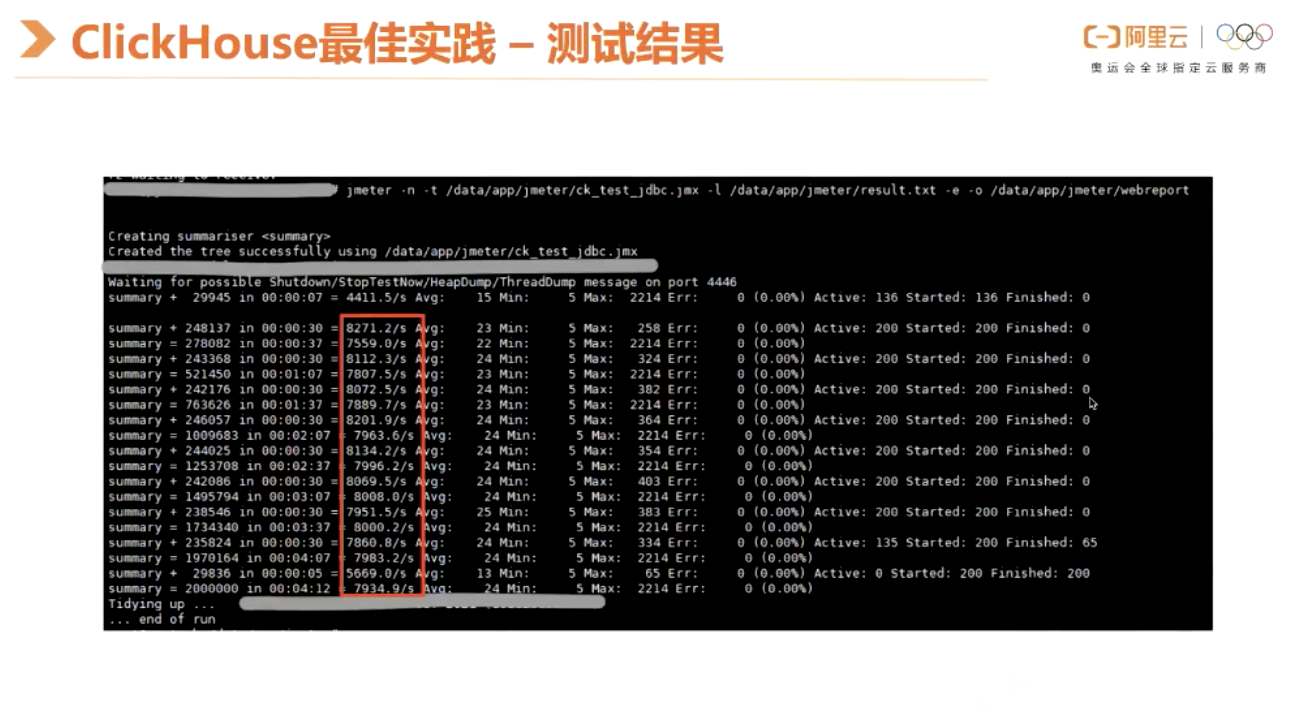 ClickHouse最佳实践 – 测试结果
阿里云
奥运会全球指定云服务商
# jmeter -n -t /data/app/jmeter/ck_test_jdbc.jmx -l /data/app/jmeter/result.txt -e -o /data/app/jmeter/webreport
Creating summariser <summary>
Created the tree successfully using /data/app/jmeter/ck_test_jdbc.jmx
Waiting for possible Shutdown/StopTestNow/HeapDump/ThreadDump message on port 4446
summary + 29945 in 00:00:07 = 4411.5/s Avg: 15 Min: 5 Max: 2214 Err: 0 (0.00%) Active: 136 Started: 136 Finished: 0
summary + 248137 in 00:00:30 = 8271.2/s Avg: 23 Min: 5 Max: 258 Err: 0 (0.00%) Active: 200 Started: 200 Finished: 0
summary = 278082 in 00:00:37 = 7559.0/s Avg: 22 Min: 5 Max: 2214 Err: 0 (0.00%)
summary + 243368 in 00:00:30 = 8112.3/s Avg: 24 Min: 5 Max: 324 Err: 0 (0.00%) Active: 200 Started: 200 Finished: 0
summary = 521450 in 00:01:07 = 7807.5/s Avg: 23 Min: 5 Max: 2214 Err: 0 (0.00%)
summary + 242176 in 00:00:30 = 8072.5/s Avg: 24 Min: 5 Max: 382 Err: 0 (0.00%) Active: 200 Started: 200 Finished: 0
summary = 763626 in 00:01:37 = 7889.7/s Avg: 23 Min: 5 Max: 2214 Err: 0 (0.00%)
summary + 246057 in 00:00:30 = 8201.9/s Avg: 24 Min: 5 Max: 364 Err: 0 (0.00%) Active: 200 Started: 200 Finished: 0
summary = 1009683 in 00:02:07 = 7963.6/s Avg: 24 Min: 5 Max: 2214 Err: 0 (0.00%)
summary + 244025 in 00:00:30 = 8134.2/s Avg: 24 Min: 5 Max: 354 Err: 0 (0.00%) Active: 200 Started: 200 Finished: 0
summary = 1253708 in 00:02:37 = 7996.2/s Avg: 24 Min: 5 Max: 2214 Err: 0 (0.00%)
summary + 242086 in 00:00:30 = 8069.5/s Avg: 24 Min: 5 Max: 403 Err: 0 (0.00%) Active: 200 Started: 200 Finished: 0
summary = 1495794 in 00:03:07 = 8008.0/s Avg: 24 Min: 5 Max: 2214 Err: 0 (0.00%)
summary + 238546 in 00:00:30 = 7951.5/s Avg: 25 Min: 5 Max: 383 Err: 0 (0.00%) Active: 200 Started: 200 Finished: 0
summary = 1734340 in 00:03:37 = 8000.2/s Avg: 24 Min: 5 Max: 2214 Err: 0 (0.00%)
summary + 235824 in 00:00:30 = 7860.8/s Avg: 24 Min: 5 Max: 334 Err: 0 (0.00%) Active: 135 Started: 200 Finished: 65
summary = 1970164 in 00:04:07 = 7983.2/s Avg: 24 Min: 5 Max: 2214 Err: 0 (0.00%)
summary + 29836 in 00:00:05 = 5669.0/s Avg: 13 Min: 5 Max: 65 Err: 0 (0.00%) Active: 0 Started: 200 Finished: 200
summary = 2000000 in 00:04:12 = 7934.9/s Avg: 24 Min: 5 Max: 2214 Err: 0 (0.00%)
Tidying up ...
... end of run